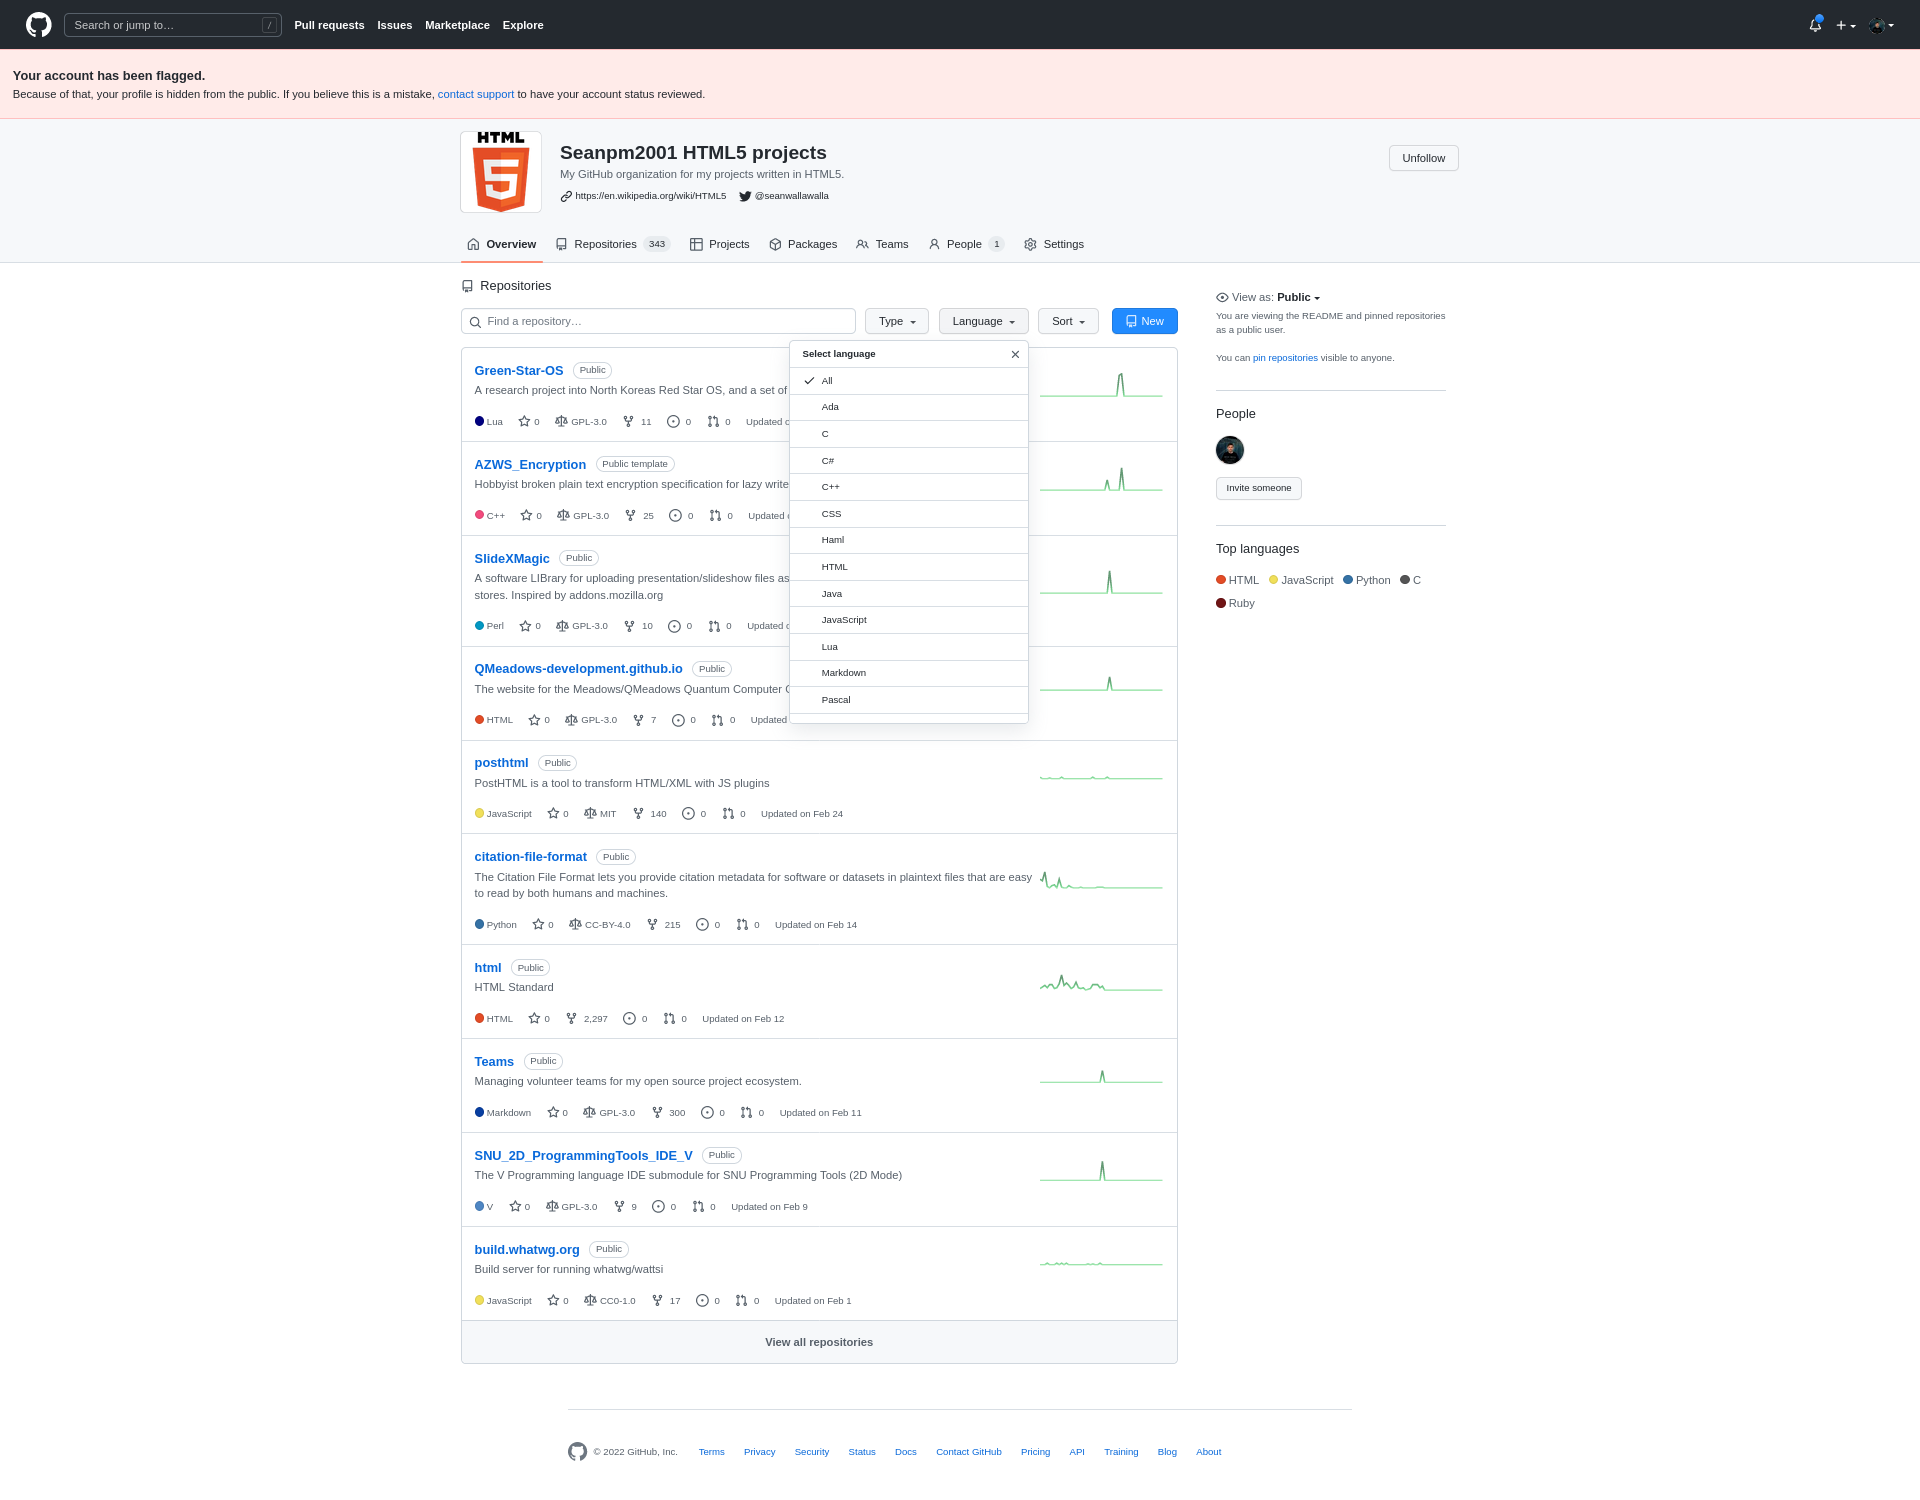 Search or jump to…
/
Pull requests Issues Marketplace Explore
Your account has been flagged.
Because of that, your profile is hidden from the public. If you believe this is a mistake, contact support to have your account status reviewed.
HTML
Seanpm2001 HTML5 projects
My GitHub organization for my projects written in HTML5.
https://en.wikipedia.org/wiki/HTML5 @seanwallawalla
Unfollow
Overview Repositories 343 Projects Packages Teams People 1 Settings
Repositories
Find a repository…
Type Language Sort New
Select language
All
Ada
C
C#
C++
CSS
Haml
HTML
Java
JavaScript
Lua
Markdown
Pascal
Green-Star-OS Public
A research project into North Koreas Red Star OS, and a set of
Lua 0 GPL-3.0 11 0 0 Updated
AZWS_Encryption Public template
Hobbyist broken plain text encryption specification for lazy write
C++ 0 GPL-3.0 25 0 0 Updated
SlideXMagic Public
A software LIBrary for uploading presentation/slideshow files as
stores. Inspired by addons.mozilla.org
Perl 0 GPL-3.0 10 0 0 Updated
QMeadows-development.github.io Public
The website for the Meadows/QMeadows Quantum Computer
HTML 0 GPL-3.0 7 0 0 Updated
posthtml Public
PostHTML is a tool to transform HTML/XML with JS plugins
JavaScript 0 MIT 140 0 0 Updated on Feb 24
citation-file-format Public
The Citation File Format lets you provide citation metadata for software or datasets in plaintext files that are easy
to read by both humans and machines.
Python 0 CC-BY-4.0 215 0 0 Updated on Feb 14
html Public
HTML Standard
HTML 0 2,297 0 0 Updated on Feb 12
Teams Public
Managing volunteer teams for my open source project ecosystem.
Markdown 0 GPL-3.0 300 0 0 Updated on Feb 11
SNU_2D_ProgrammingTools_IDE_V Public
The V Programming language IDE submodule for SNU Programming Tools (2D Mode)
V 0 GPL-3.0 9 0 0 Updated on Feb 9
build.whatwg.org Public
Build server for running whatwg/wattsi
JavaScript 0 CC0-1.0 17 0 0 Updated on Feb 1
View all repositories
View as: Public
You are viewing the README and pinned repositories
as a public user.
You can pin repositories visible to anyone.
People
Invite someone
Top languages
HTML JavaScript Python C
Ruby
© 2022 GitHub, Inc. Terms Privacy Security Status Docs Contact GitHub Pricing API Training Blog About